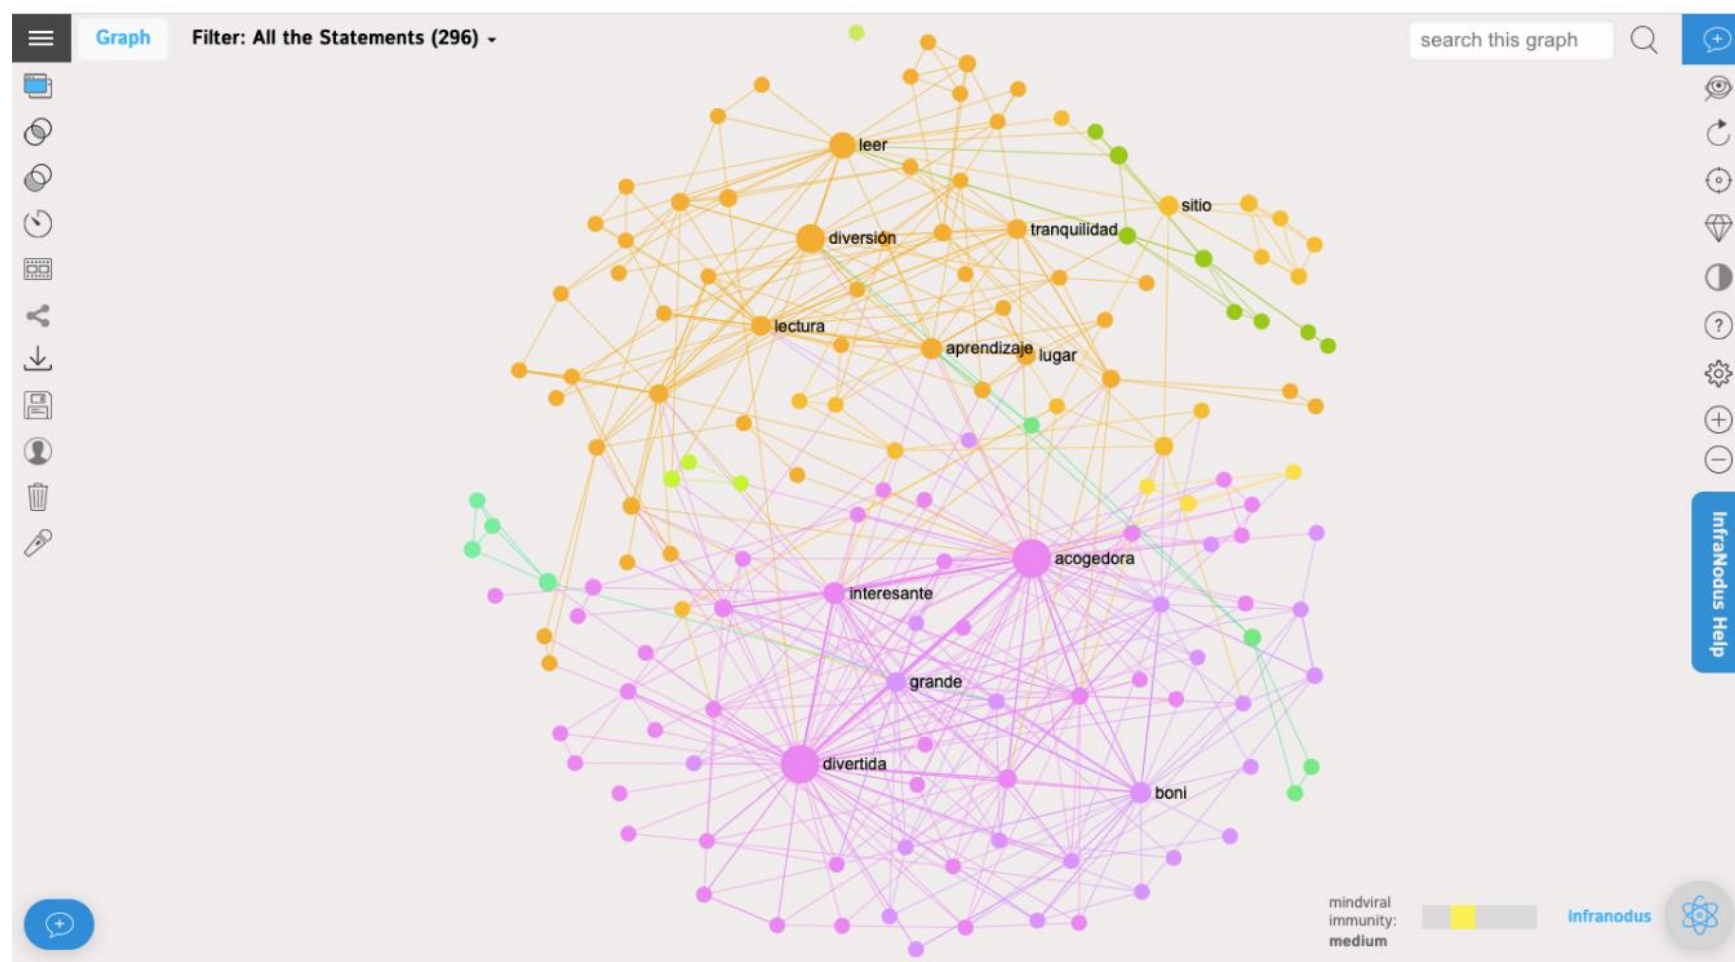 Graph
Filter: All the Statements (296)
search this graph
leer
sitio
diversión
tranquilidad
lectura
aprendizaje
lugar
acogedora
interesante
grande
divertida
boni
InfraNodus Help
mindviral
immunity:
medium
infranodus